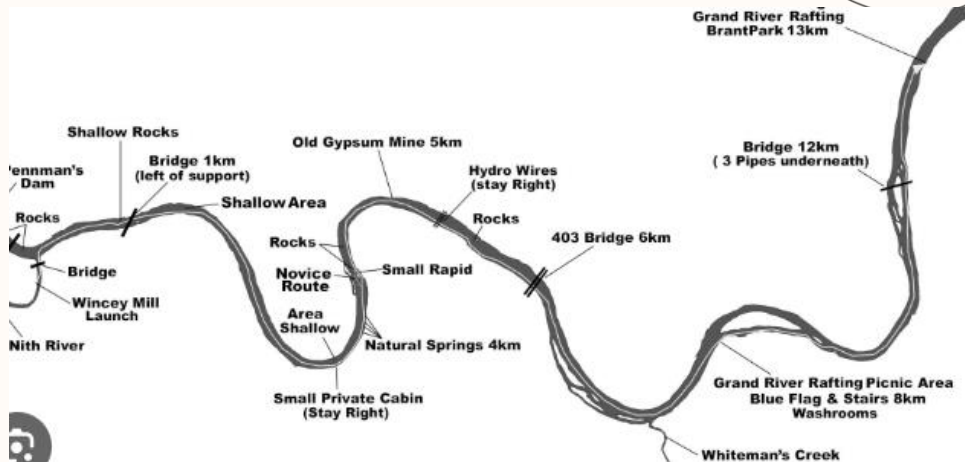 Grand River Rafting
BrantPark 13km
Shallow Rocks
Old Gypsum Mine 5km
Bridge 12km
( 3 Pipes underneath)
Bridge 1km
(left of support)
Pennman's
Dam
Hydro Wires
(stay Right)
Shallow Area
Rocks
Rocks
403 Bridge 6km
Rocks
Bridge
Novice
Route
Small Rapid
Wincey Mill
Launch
Area
Shallow
Nith River
Natural Springs 4km
Small Private Cabin
(Stay Right)
Grand River Rafting Picnic Area
Blue Flag & Stairs 8km
Washrooms
Whiteman's Creek